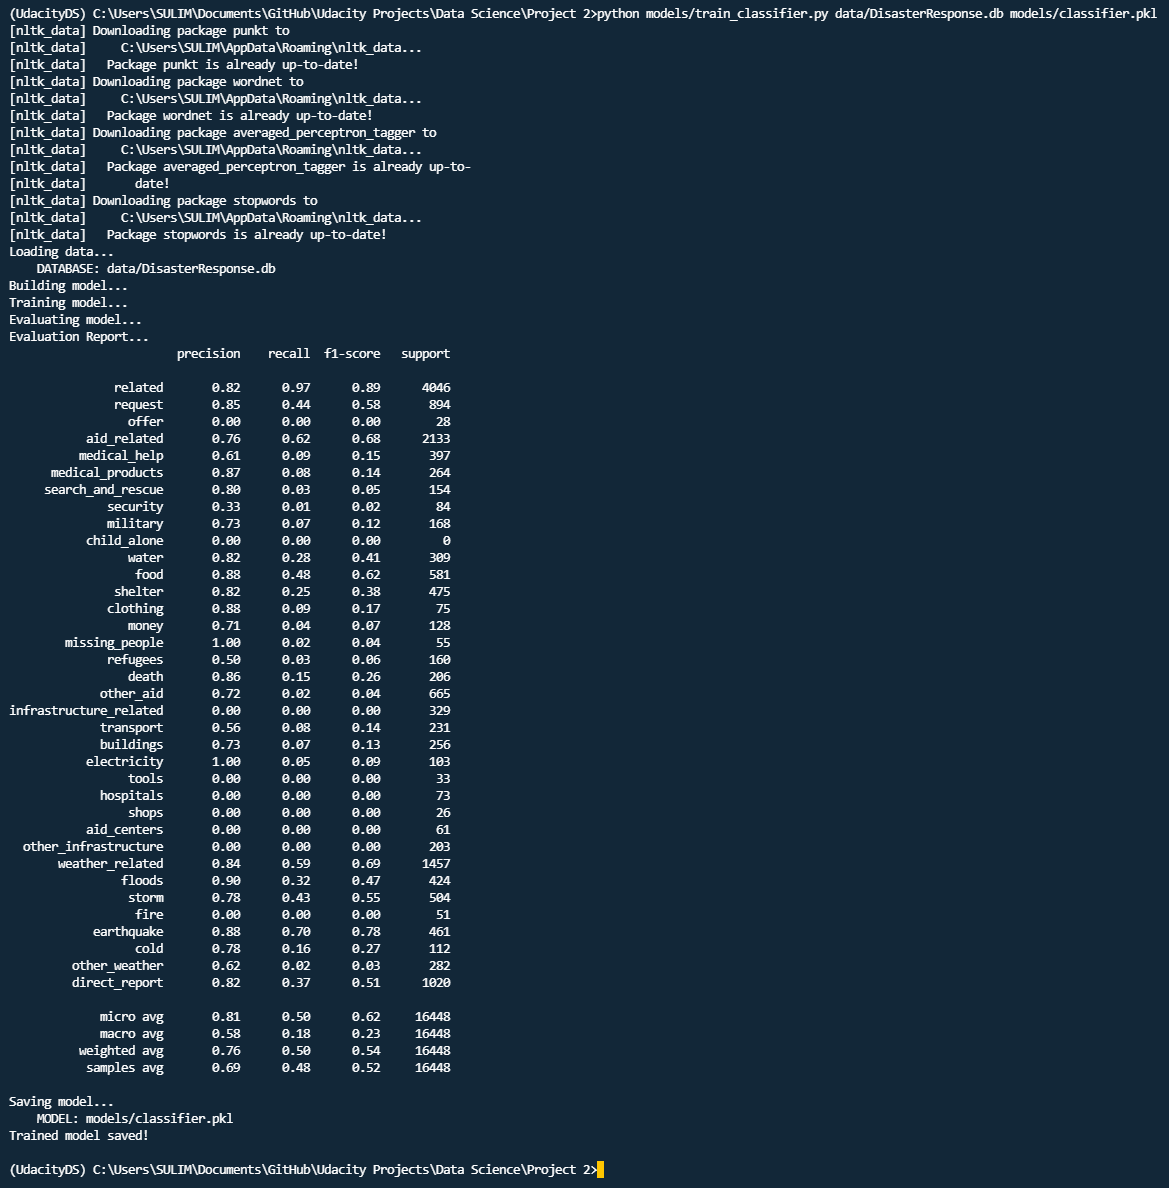 (UdacityDS) C:\Users\SULIM\Documents\GitHub\Udacity Projects\Data Science\Project 2>python models/train_classifier.py data/DisasterResponse.db models/classifier.pkl
[nltk_data] Downloading package punkt to
[nltk_data]     C:\Users\SULIM\AppData\Roaming\nltk_data...
[nltk_data]   Package punkt is already up-to-date!
[nltk_data] Downloading package wordnet to
[nltk_data]     C:\Users\SULIM\AppData\Roaming\nltk_data...
[nltk_data]   Package wordnet is already up-to-date!
[nltk_data] Downloading package averaged_perceptron_tagger to
[nltk_data]     C:\Users\SULIM\AppData\Roaming\nltk_data...
[nltk_data]   Package averaged_perceptron_tagger is already up-to-
[nltk_data]       date!
[nltk_data] Downloading package stopwords to
[nltk_data]     C:\Users\SULIM\AppData\Roaming\nltk_data...
[nltk_data]   Package stopwords is already up-to-date!
Loading data...
    DATABASE: data/DisasterResponse.db
Building model...
Training model...
Evaluating model...
Evaluation Report...
                        precision    recall  f1-score   support

               related       0.82      0.97      0.89      4046
               request       0.85      0.44      0.58       894
                 offer       0.00      0.00      0.00        28
           aid_related       0.76      0.62      0.68      2133
          medical_help       0.61      0.09      0.15       397
      medical_products       0.87      0.08      0.14       264
     search_and_rescue       0.80      0.03      0.05       154
              security       0.33      0.01      0.02        84
              military       0.73      0.07      0.12       168
           child_alone       0.00      0.00      0.00         0
                 water       0.82      0.28      0.41       309
                  food       0.88      0.48      0.62       581
               shelter       0.82      0.25      0.38       475
              clothing       0.88      0.09      0.17        75
                 money       0.71      0.04      0.07       128
        missing_people       1.00      0.02      0.04        55
              refugees       0.50      0.03      0.06       160
                 death       0.86      0.15      0.26       206
             other_aid       0.72      0.02      0.04       665
infrastructure_related       0.00      0.00      0.00       329
             transport       0.56      0.08      0.14       231
             buildings       0.73      0.07      0.13       256
           electricity       1.00      0.05      0.09       103
                 tools       0.00      0.00      0.00        33
             hospitals       0.00      0.00      0.00        73
                 shops       0.00      0.00      0.00        26
           aid_centers       0.00      0.00      0.00        61
  other_infrastructure       0.00      0.00      0.00       203
       weather_related       0.84      0.59      0.69      1457
                floods       0.90      0.32      0.47       424
                 storm       0.78      0.43      0.55       504
                  fire       0.00      0.00      0.00        51
            earthquake       0.88      0.70      0.78       461
                  cold       0.78      0.16      0.27       112
         other_weather       0.62      0.02      0.03       282
         direct_report       0.82      0.37      0.51      1020

             micro avg       0.81      0.50      0.62     16448
             macro avg       0.58      0.18      0.23     16448
          weighted avg       0.76      0.50      0.54     16448
           samples avg       0.69      0.48      0.52     16448

Saving model...
    MODEL: models/classifier.pkl
Trained model saved!

(UdacityDS) C:\Users\SULIM\Documents\GitHub\Udacity Projects\Data Science\Project 2>